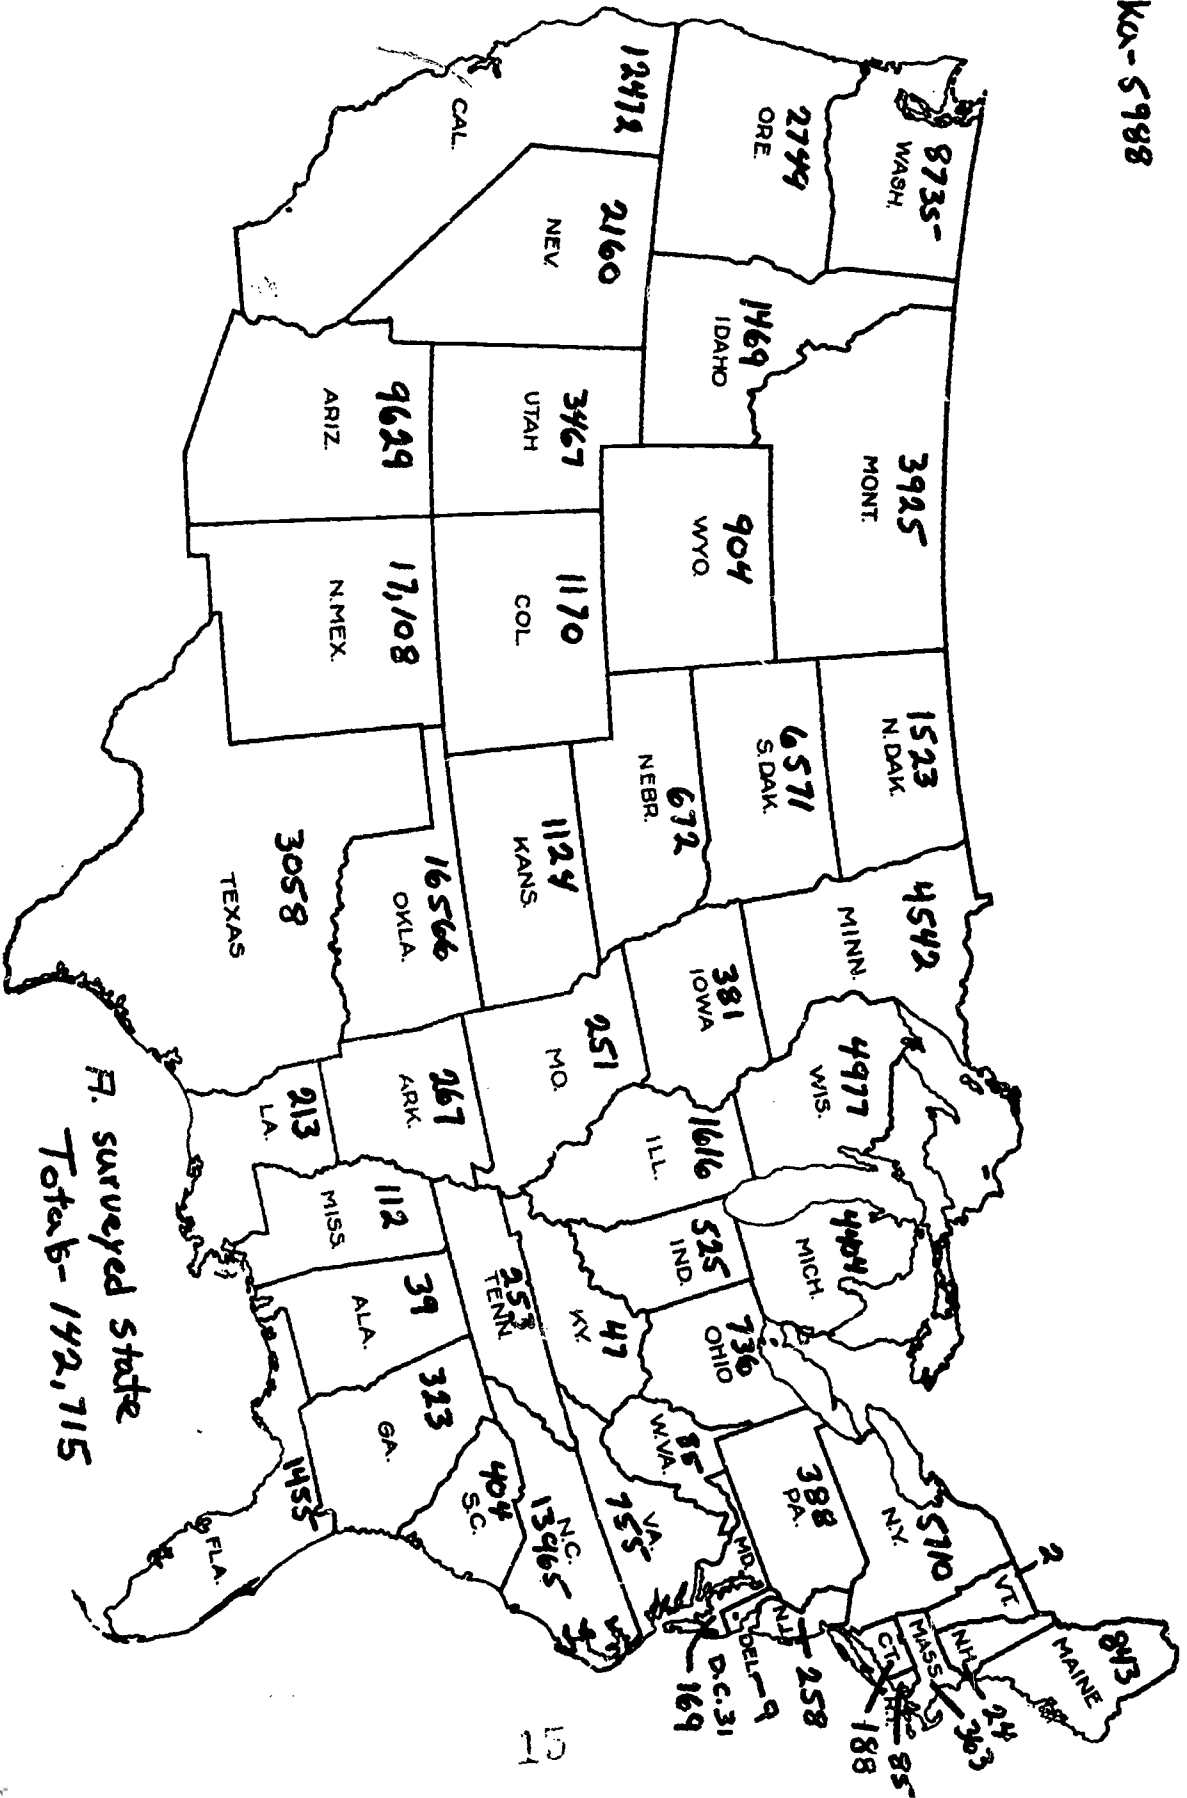 ka- 5988
8735-
WASH.
2799
ORE.
12472
CAL.
2160
NEV.
1469
IDAHO
3925
MONT.
904
WYO.
3467
UTAH
9629
ARIZ.
1170
COL.
17,108
N.MEX.
1523
N.DAK.
6571
S.DAK.
672
NEBR.
1124
KANS.
16566
OKLA.
3058
TEXAS
4542
MINN.
381
IOWA
251
MO.
267
ARK.
213
LA.
4977
WIS.
1616
ILL.
4404
MICH.
525
IND.
736
OHIO
47
KY.
253
TENN.
112
MISS.
39
ALA.
323
GA.
1455
FLA.
404
S.C.
N.C.
13965
VA.
755-
85
W.VA.
388
PA.
5710
N.Y.
2
VT.
843
MAINE
N.H. - 24
MASS. 363
R.I. - 85
CT. 188
N.J. - 258
DEL - 9
MD.
D.C. 31
169
A. surveyed State
Totals- 142,715
15